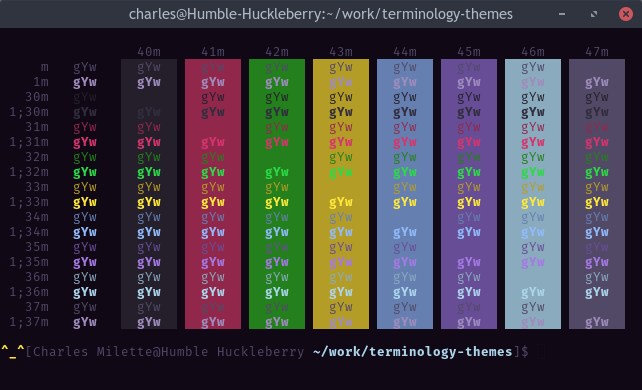 charles@Humble-Huckleberry:~/work/terminology-themes
40m 41m 42m 43m 44m 45m 46m 47m
m gYw gYw gYw gYw gYw gYw gYw gYw
1m gYw gYw gYw gYw gYw gYw gYw gYw gYw
30m gYw gYw gYw gYw gYw gYw gYw gYw
1;30m gYw gYw gYw gYw gYw gYw gYw gYw gYw
31m gYw gYw gYw gYw gYw gYw gYw gYw
1;31m gYw gYw gYw gYw gYw gYw gYw gYw gYw
32m gYw gYw gYw gYw gYw gYw gYw gYw
1;32m gYw gYw gYw gYw gYw gYw gYw gYw gYw
33m gYw gYw gYw gYw gYw gYw gYw gYw
1;33m gYw gYw gYw gYw gYw gYw gYw gYw gYw
34m gYw gYw gYw gYw gYw gYw gYw gYw
1;34m gYw gYw gYw gYw gYw gYw gYw gYw gYw
35m gYw gYw gYw gYw gYw gYw gYw gYw
1;35m gYw gYw gYw gYw gYw gYw gYw gYw gYw
36m gYw gYw gYw gYw gYw gYw gYw gYw
1;36m gYw gYw gYw gYw gYw gYw gYw gYw gYw
37m gYw gYw gYw gYw gYw gYw gYw gYw
1;37m gYw gYw gYw gYw gYw gYw gYw gYw gYw
^_^[Charles Milette@Humble Huckleberry ~/work/terminology-themes]$